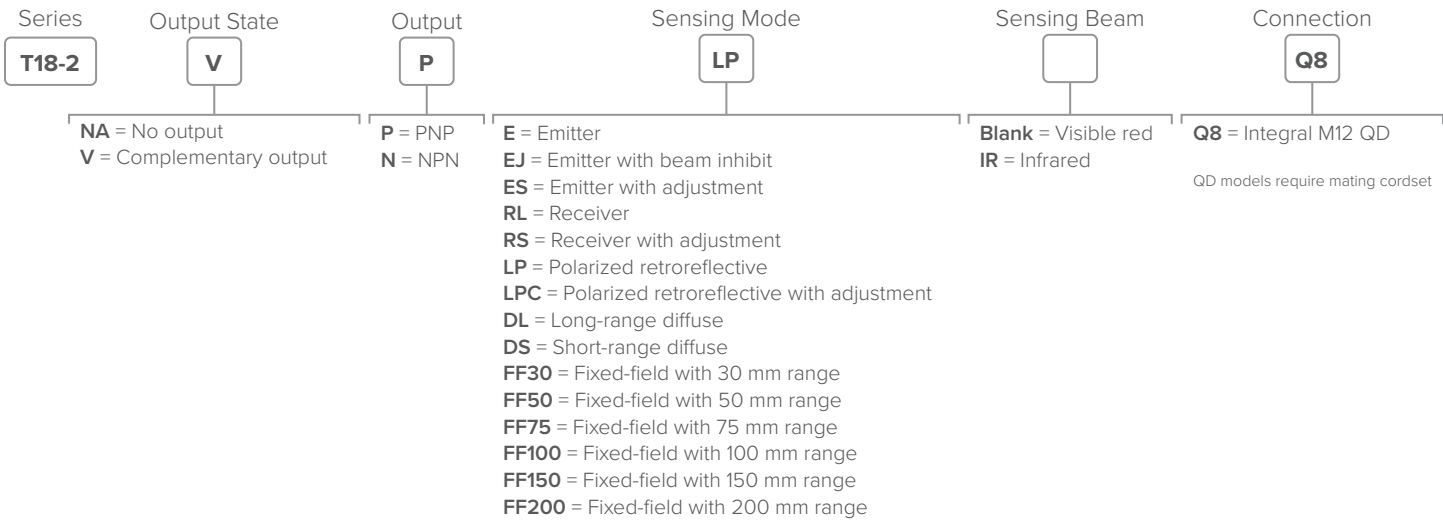 Series
Output State
Output
Sensing Mode
Sensing Beam
Connection
T18-2
V
P
LP
Q8
NA = No output
V = Complementary output
P = PNP
N = NPN
E = Emitter
EJ = Emitter with beam inhibit
ES = Emitter with adjustment
RL = Receiver
RS = Receiver with adjustment
LP = Polarized retroreflective
LPC = Polarized retroreflective with adjustment
DL = Long-range diffuse
DS = Short-range diffuse
FF30 = Fixed-field with 30 mm range
FF50 = Fixed-field with 50 mm range
FF75 = Fixed-field with 75 mm range
FF100 = Fixed-field with 100 mm range
FF150 = Fixed-field with 150 mm range
FF200 = Fixed-field with 200 mm range
Blank = Visible red
IR = Infrared
Q8 = Integral M12 QD
QD models require mating cordset